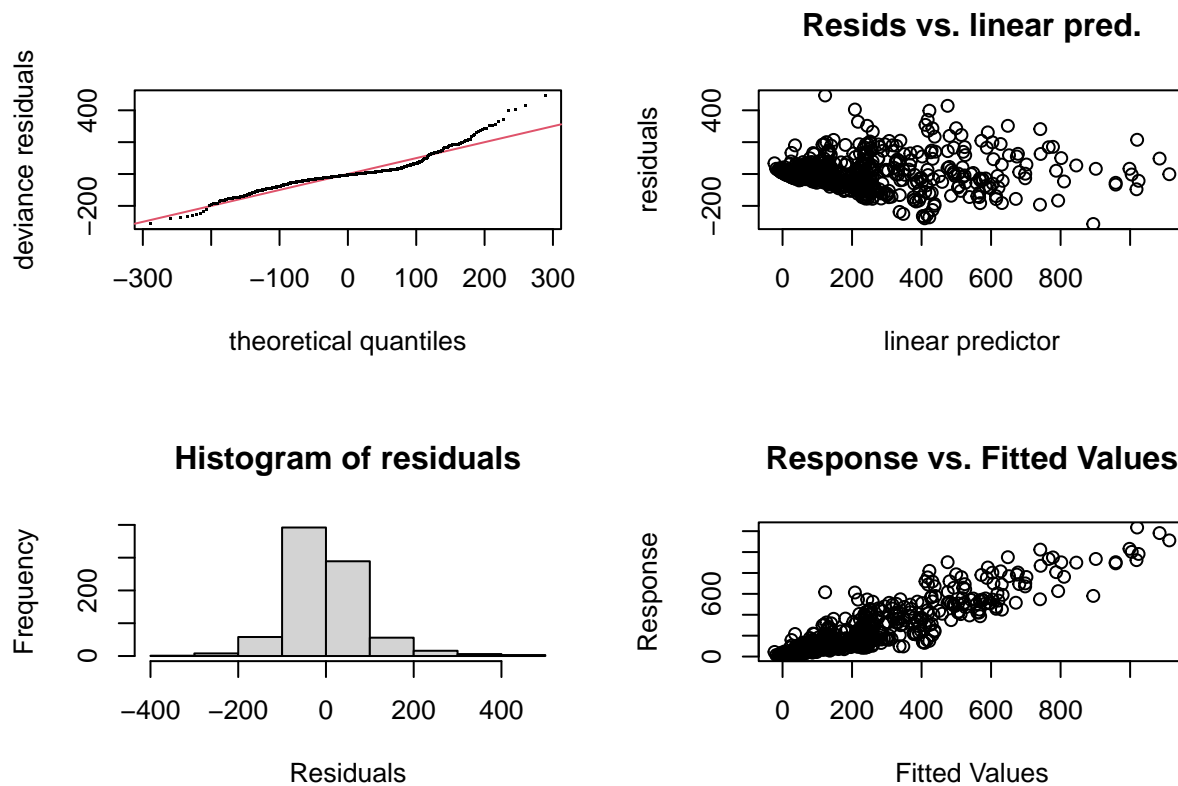 deviance residuals
400
−200
−300
−100
0
100
200
300
theoretical quantiles
Resids vs. linear pred.
residuals
400
−200
0
200
400
600
800
linear predictor
Histogram of residuals
Frequency
200
0
−400
−200
0
200
400
Residuals
Response vs. Fitted Values
Response
600
0
0
200
400
600
800
Fitted Values